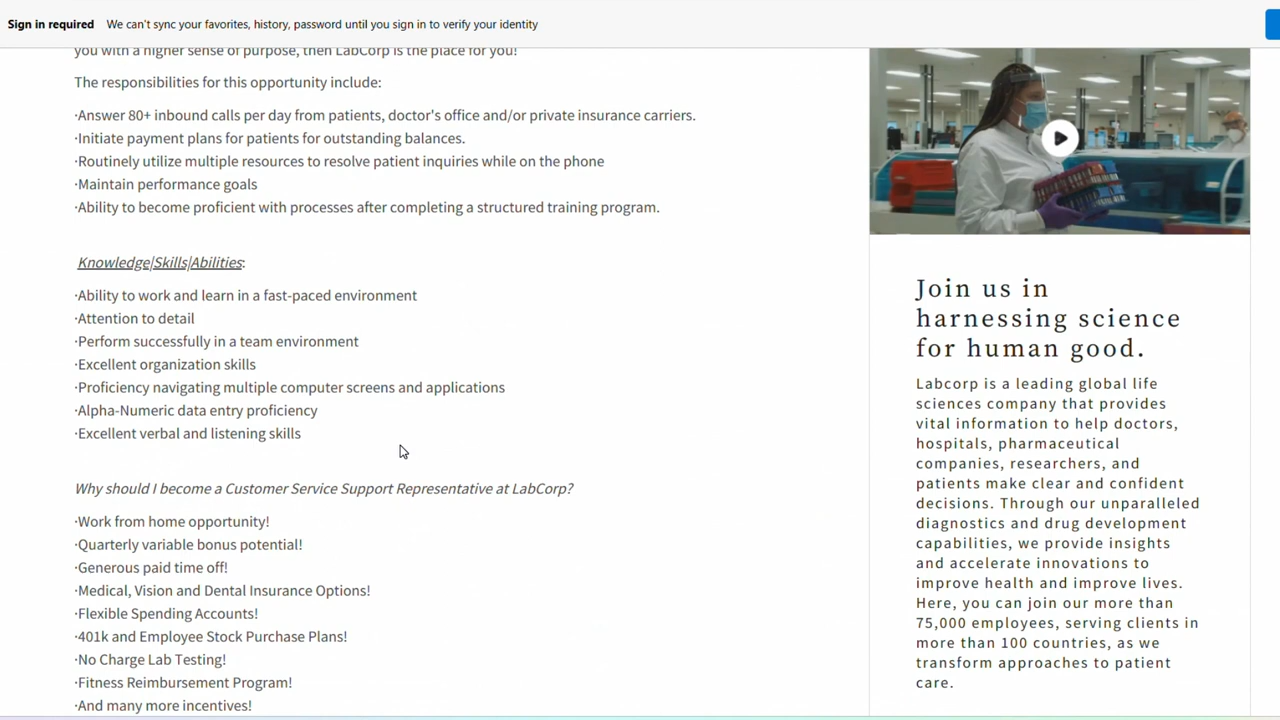 Sign in required We can't sync your favorites, history, password until you sign in to verify your identity
you with a higher sense of purpose, then LabCorp is the place for you!
The responsibilities for this opportunity include:
·Answer 80+ inbound calls per day from patients, doctor's office and/or private insurance carriers.
·Initiate payment plans for patients for outstanding balances.
·Routinely utilize multiple resources to resolve patient inquiries while on the phone
·Maintain performance goals
·Ability to become proficient with processes after completing a structured training program.
Knowledge|Skills|Abilities:
·Ability to work and learn in a fast-paced environment
·Attention to detail
·Perform successfully in a team environment
·Excellent organization skills
·Proficiency navigating multiple computer screens and applications
·Alpha-Numeric data entry proficiency
·Excellent verbal and listening skills
Why should I become a Customer Service Support Representative at LabCorp?
·Work from home opportunity!
·Quarterly variable bonus potential!
·Generous paid time off!
·Medical, Vision and Dental Insurance Options!
·Flexible Spending Accounts!
·401k and Employee Stock Purchase Plans!
·No Charge Lab Testing!
·Fitness Reimbursement Program!
·And many more incentives!
Join us in
harnessing science
for human good.
Labcorp is a leading global life
sciences company that provides
vital information to help doctors,
hospitals, pharmaceutical
companies, researchers, and
patients make clear and confident
decisions. Through our unparalleled
diagnostics and drug development
capabilities, we provide insights
and accelerate innovations to
improve health and improve lives.
Here, you can join our more than
75,000 employees, serving clients in
more than 100 countries, as we
transform approaches to patient
care.